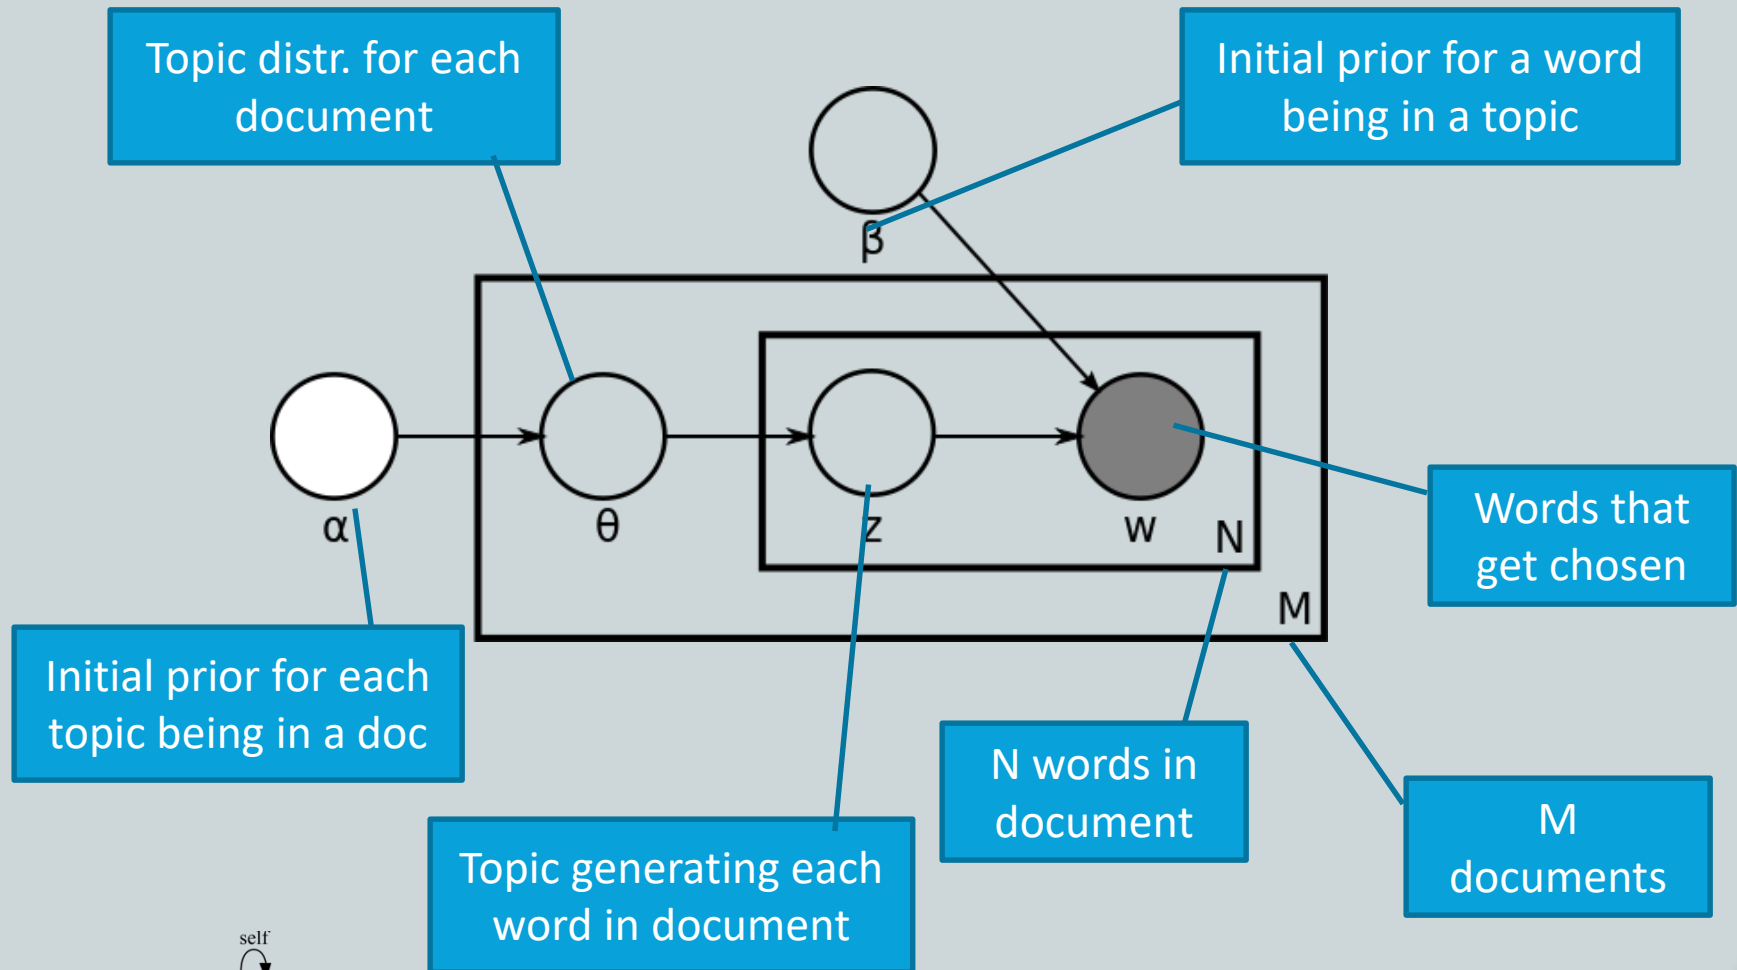 Topic distr. for each
document
Initial prior for a word
being in a topic
β
α
θ
z
w
N
M
Words that
get chosen
Initial prior for each
topic being in a doc
N words in
document
M
documents
Topic generating each
word in document
self